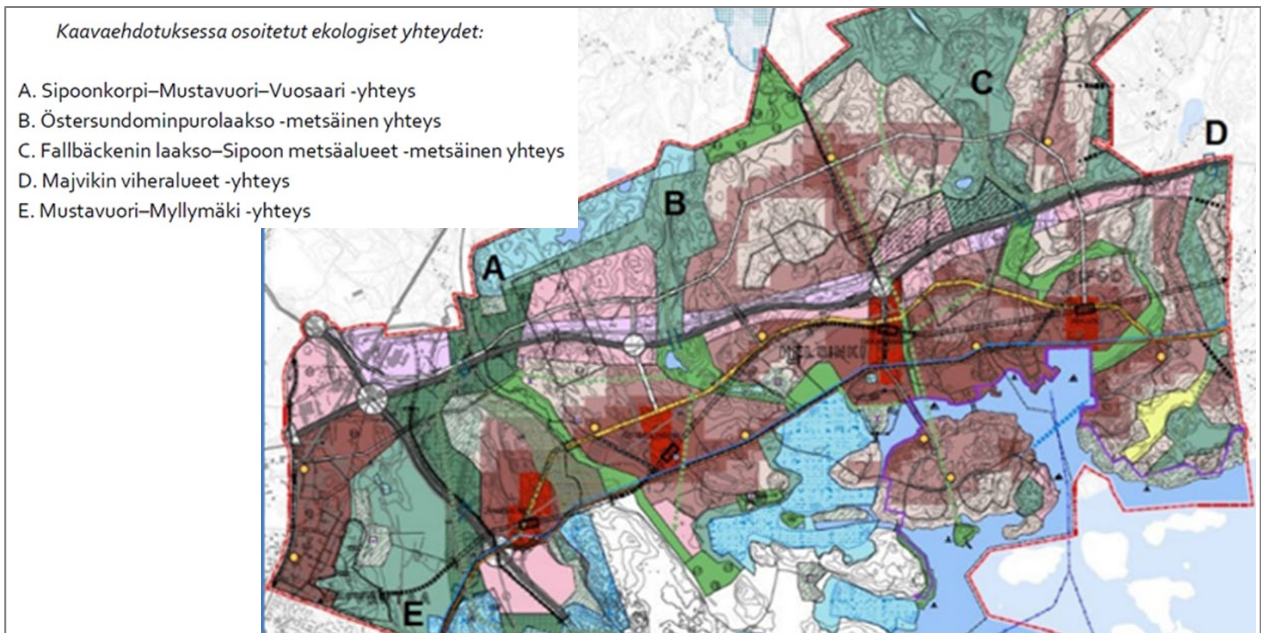 Kaavaehdotuksessa osoitetut ekologiset yhteydet:
A. Sipoonkorpi–Mustavuori–Vuosaari -yhteys
B. Östersundominpurolaakso -metsäinen yhteys
C. Fallbäckenin laakso–Sipoon metsäalueet -metsäinen yhteys
D. Majvikin viheralueet -yhteys
E. Mustavuori–Myllymäki -yhteys
C
D
B
A
HELSINKI
E